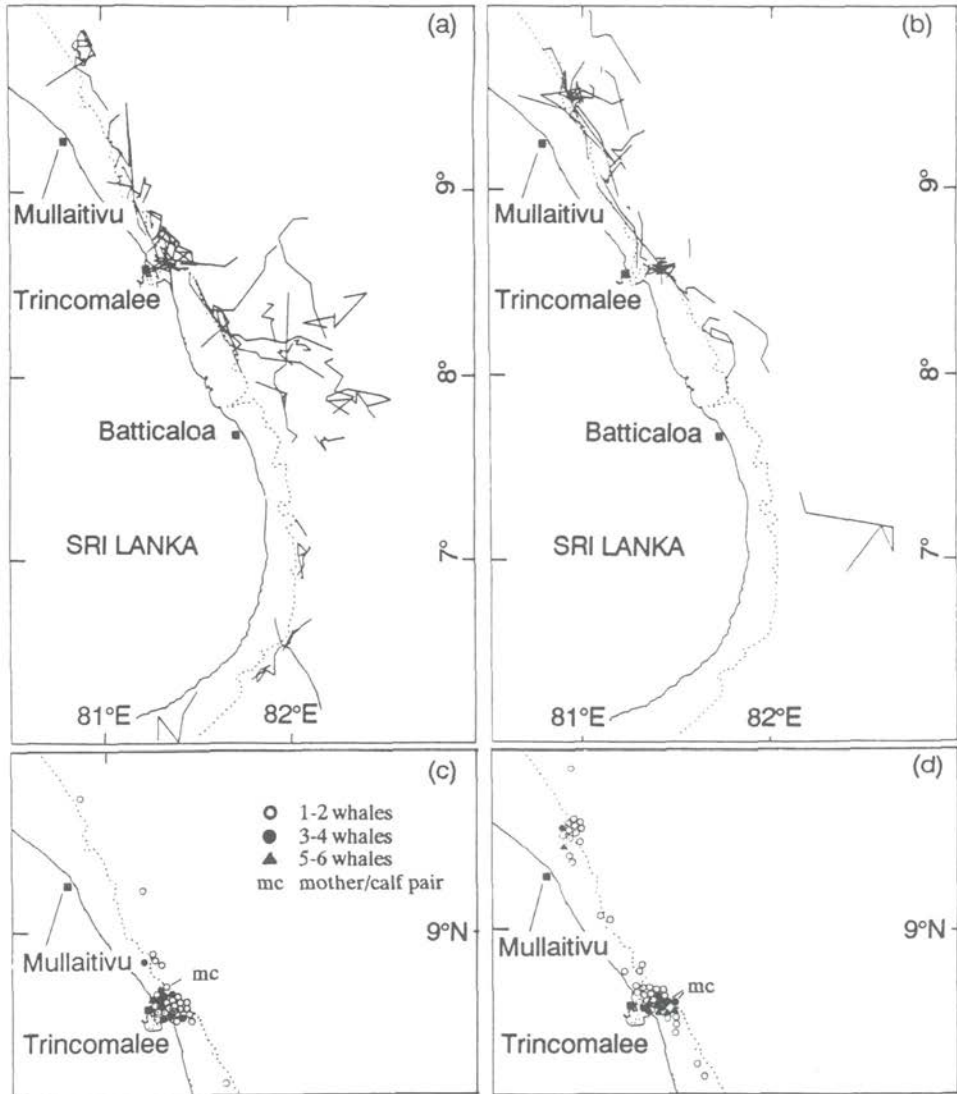 (a)
Mullaitivu
Trincomalee
Batticaloa
SRI LANKA
9°
8°
7°
81°E
82°E
(b)
Mullaitivu
Trincomalee
Batticaloa
SRI LANKA
9°
8°
7°
81°E
82°E
(c)
1-2 whales
3-4 whales
5-6 whales
mc mother/calf pair
9°N
Mullaitivu
mc
Trincomalee
(d)
9°N
Mullaitivu
mc
Trincomalee